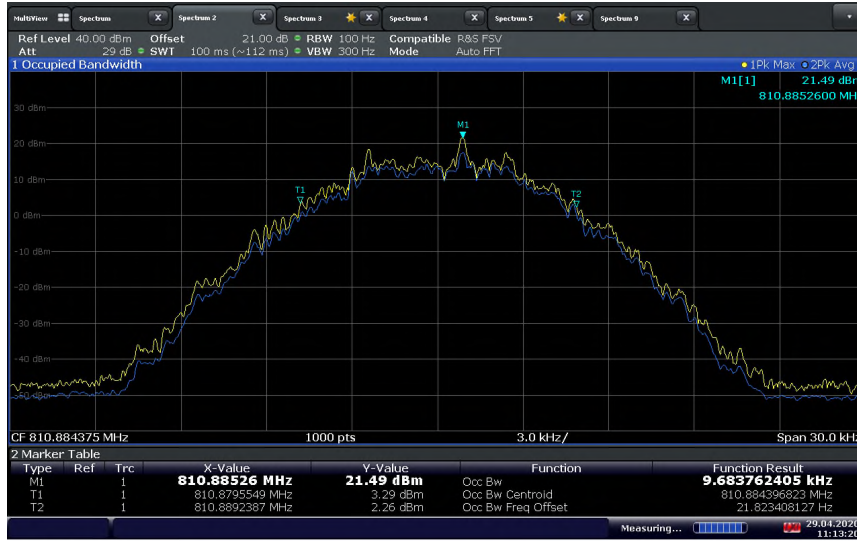 MultiView Spectrum X Spectrum 2 X Spectrum 3 X Spectrum 4 X Spectrum 5 X Spectrum 9 X
Ref Level 40.00 dBm Offset 21.00 dB RBW 100 Hz Compatible R&S FSV
Att 29 dB SWT 100 ms (~112 ms) VBW 300 Hz Mode Auto FFT
1 Occupied Bandwidth 1Pk Max 2Pk Avg
M1[1] 21.49 dBm
810.8852600 MH
30 dBm
M1
20 dBm
10 dBm
T1
T2
0 dBm
-10 dBm
-20 dBm
-30 dBm
-40 dBm
-50 dBm
CF 810.884375 MHz 1000 pts 3.0 kHz/ Span 30.0 kHz
2 Marker Table
Type Ref Trc X-Value Y-Value Function Function Result
M1 1 810.88526 MHz 21.49 dBm Occ Bw 9.683762405 kHz
T1 1 810.8795549 MHz 3.29 dBm Occ Bw Centroid 810.884396823 MHz
T2 1 810.8892387 MHz 2.26 dBm Occ Bw Freq Offset 21.823408127 Hz
Measuring... 29.04.2020
11:13:20